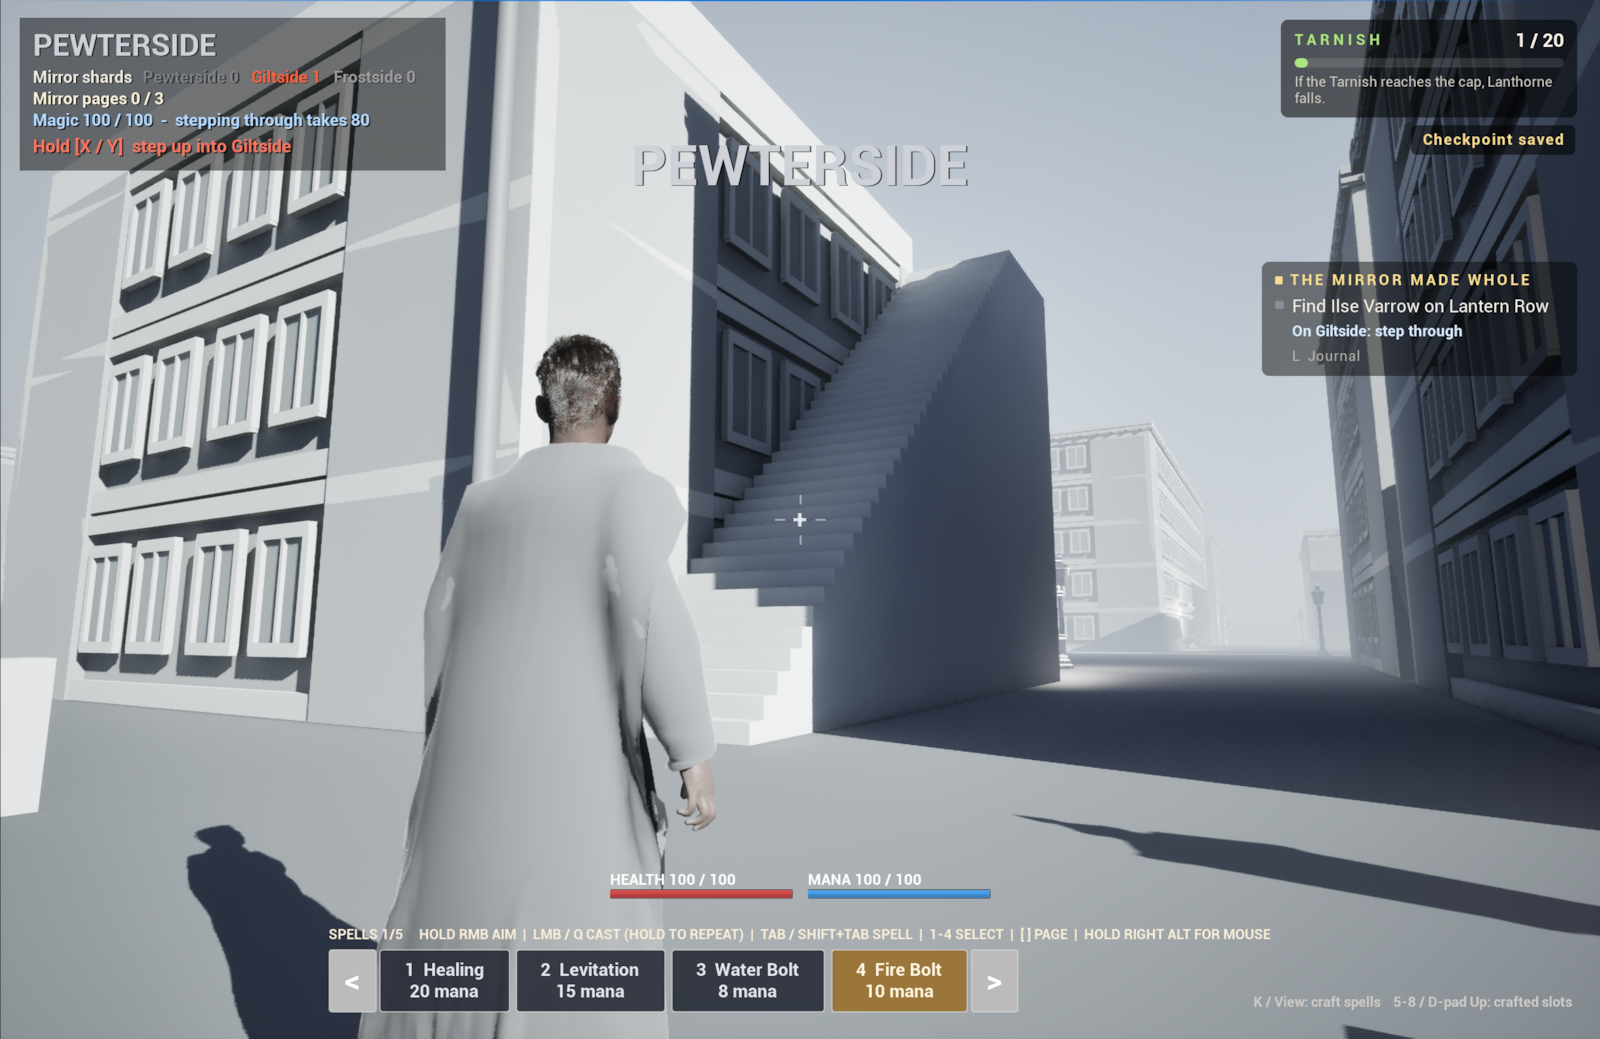 PEWTERSIDE
Mirror shards Pewterside 0 Giltside 1 Frostside 0
Mirror pages 0 / 3
Magic 100 / 100 - stepping through takes 80
Hold [X / Y] step up into Giltside
PEWTERSIDE
TARNISH 1 / 20
If the Tarnish reaches the cap, Lanthorne
falls.
Checkpoint saved
THE MIRROR MADE WHOLE
Find Ilse Varrow on Lantern Row
On Giltside: step through
L Journal
HEALTH 100 / 100 MANA 100 / 100
SPELLS 1/5 HOLD RMB AIM | LMB / Q CAST (HOLD TO REPEAT) | TAB / SHIFT+TAB SPELL | 1-4 SELECT | [ ] PAGE | HOLD RIGHT ALT FOR MOUSE
< 1 Healing 2 Levitation 3 Water Bolt 4 Fire Bolt >
20 mana 15 mana 8 mana 10 mana
K / View: craft spells 5-8 / D-pad Up: crafted slots